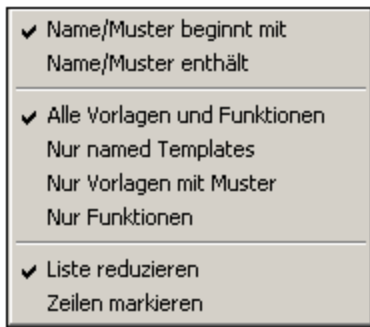 Name/Muster beginnt mit
Name/Muster enthält
Alle Vorlagen und Funktionen
Nur named Templates
Nur Vorlagen mit Muster
Nur Funktionen
Liste reduzieren
Zeilen markieren